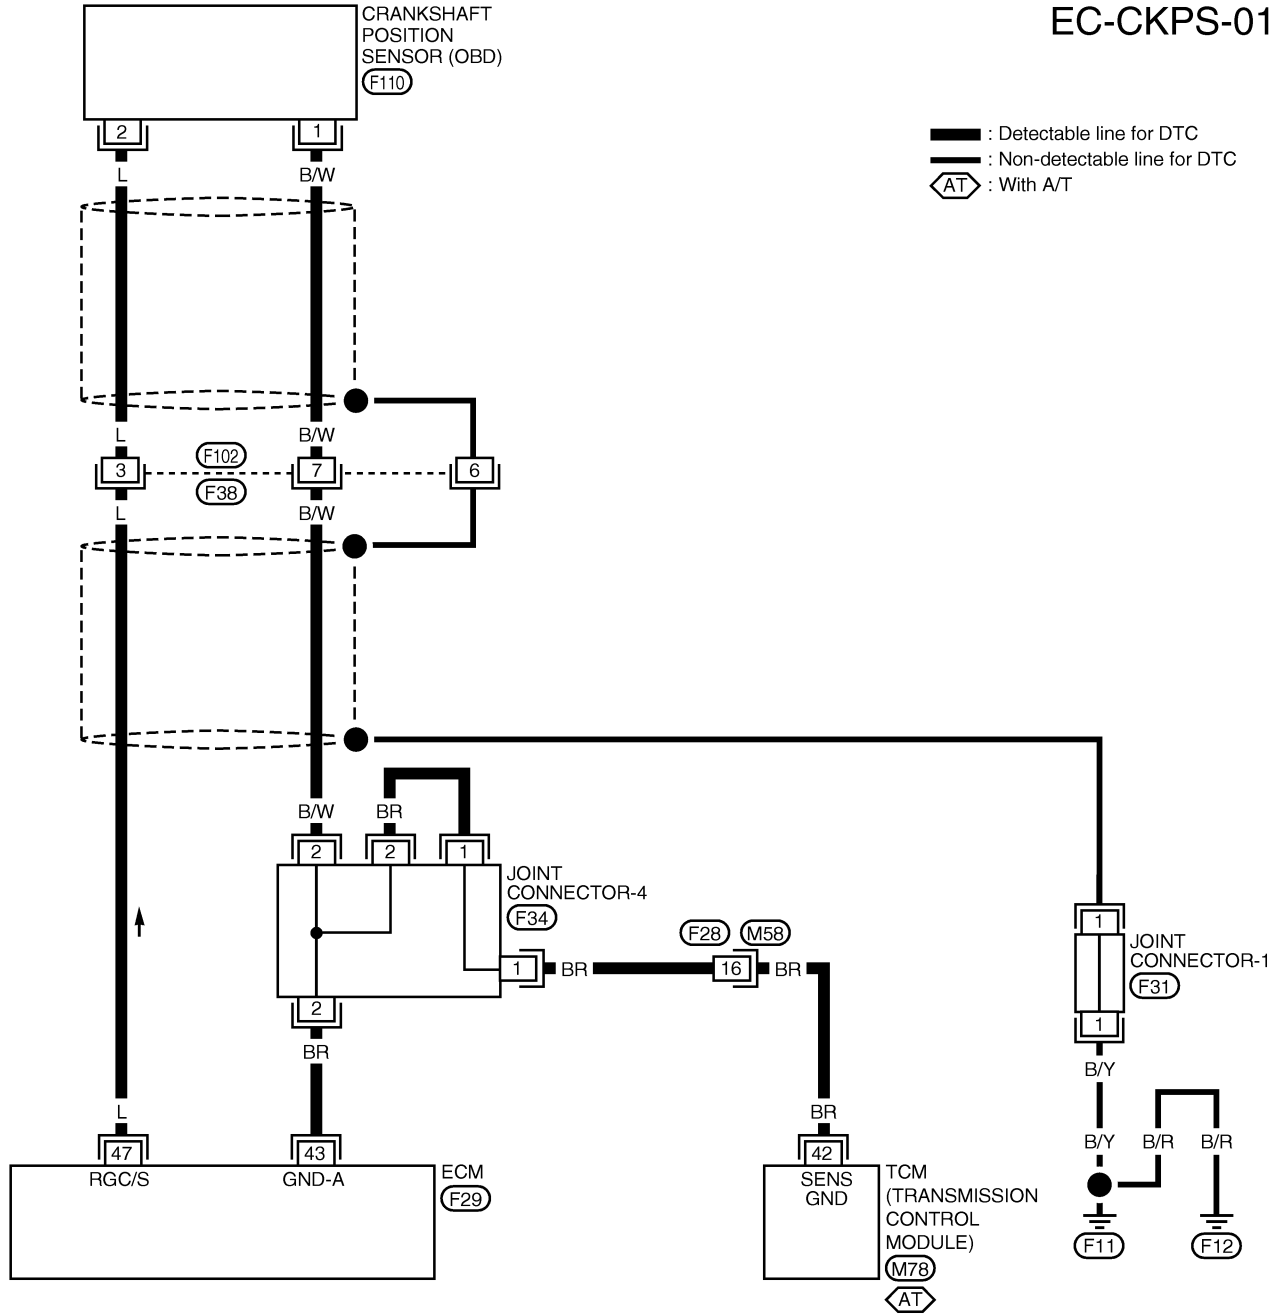 EC-CKPS-01
CRANKSHAFT
POSITION
SENSOR (OBD)
F110
2
1
L
B/W
: Detectable line for DTC
: Non-detectable line for DTC
AT : With A/T
L
B/W
F102
3
7
6
F38
L
B/W
B/W
BR
2
2
1
JOINT
CONNECTOR-4
F34
F28
M58
1
BR
16
BR
1
JOINT
CONNECTOR-1
F31
2
1
BR
B/Y
L
BR
B/Y
B/R
B/R
47
43
42
RGC/S
GND-A
ECM
F29
SENS
GND
TCM
(TRANSMISSION
CONTROL
MODULE)
M78
AT
F11
F12